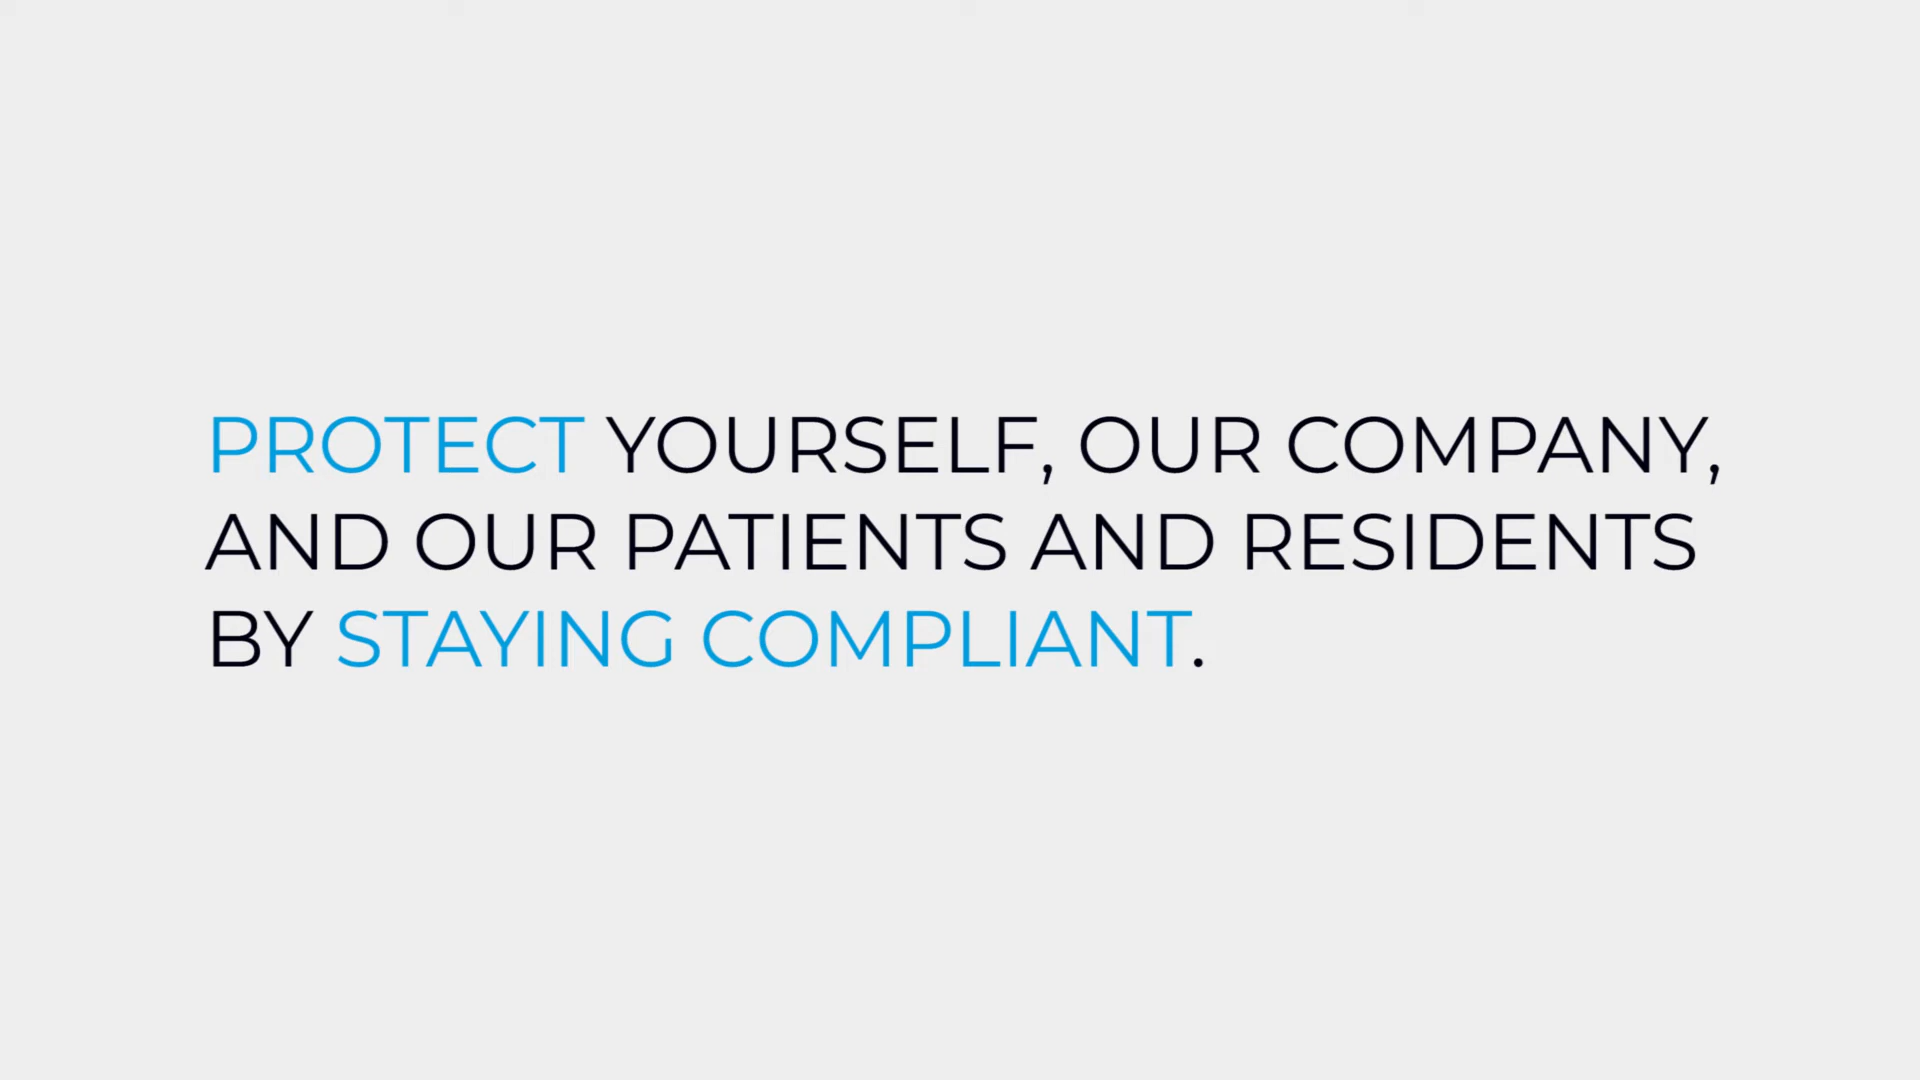 PROTECT YOURSELF, OUR COMPANY,
AND OUR PATIENTS AND RESIDENTS
BY STAYING COMPLIANT.